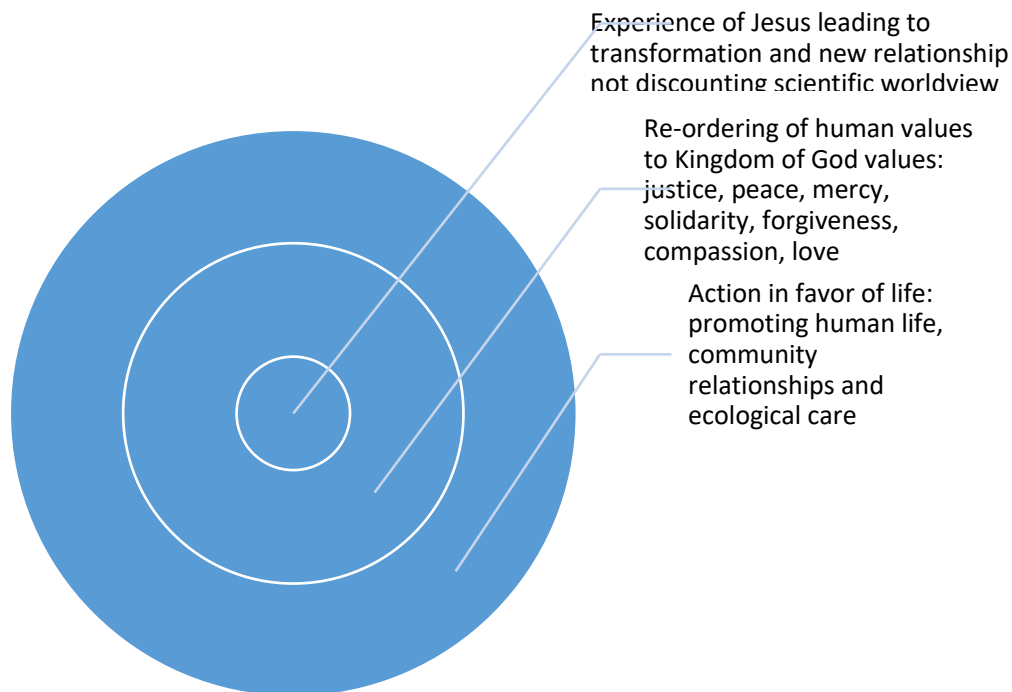 Experience of Jesus leading to
transformation and new relationship
not discounting scientific worldview
Re-ordering of human values
to Kingdom of God values:
justice, peace, mercy,
solidarity, forgiveness,
compassion, love
Action in favor of life:
promoting human life,
community
relationships and
ecological care